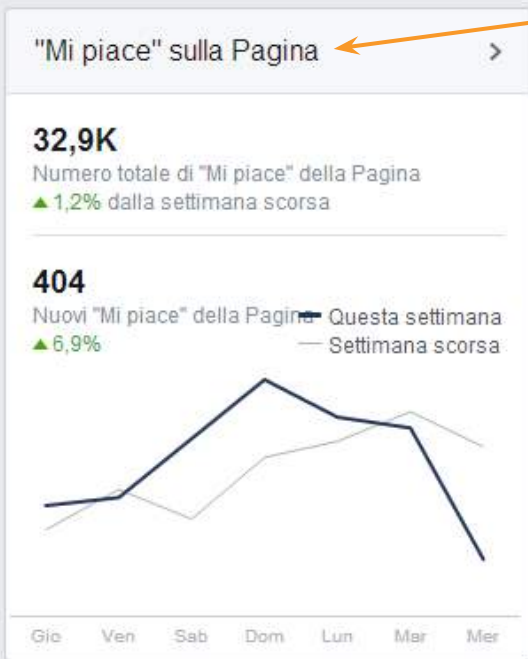 "Mi piace" sulla Pagina
32,9K
Numero totale di "Mi piace" della Pagina
1,2% dalla settimana scorsa
404
Nuovi "Mi piace" della Pagina
6,9%
Questa settimana
Settimana scorsa
Gio Ven Sab Dom Lun Mar Mer